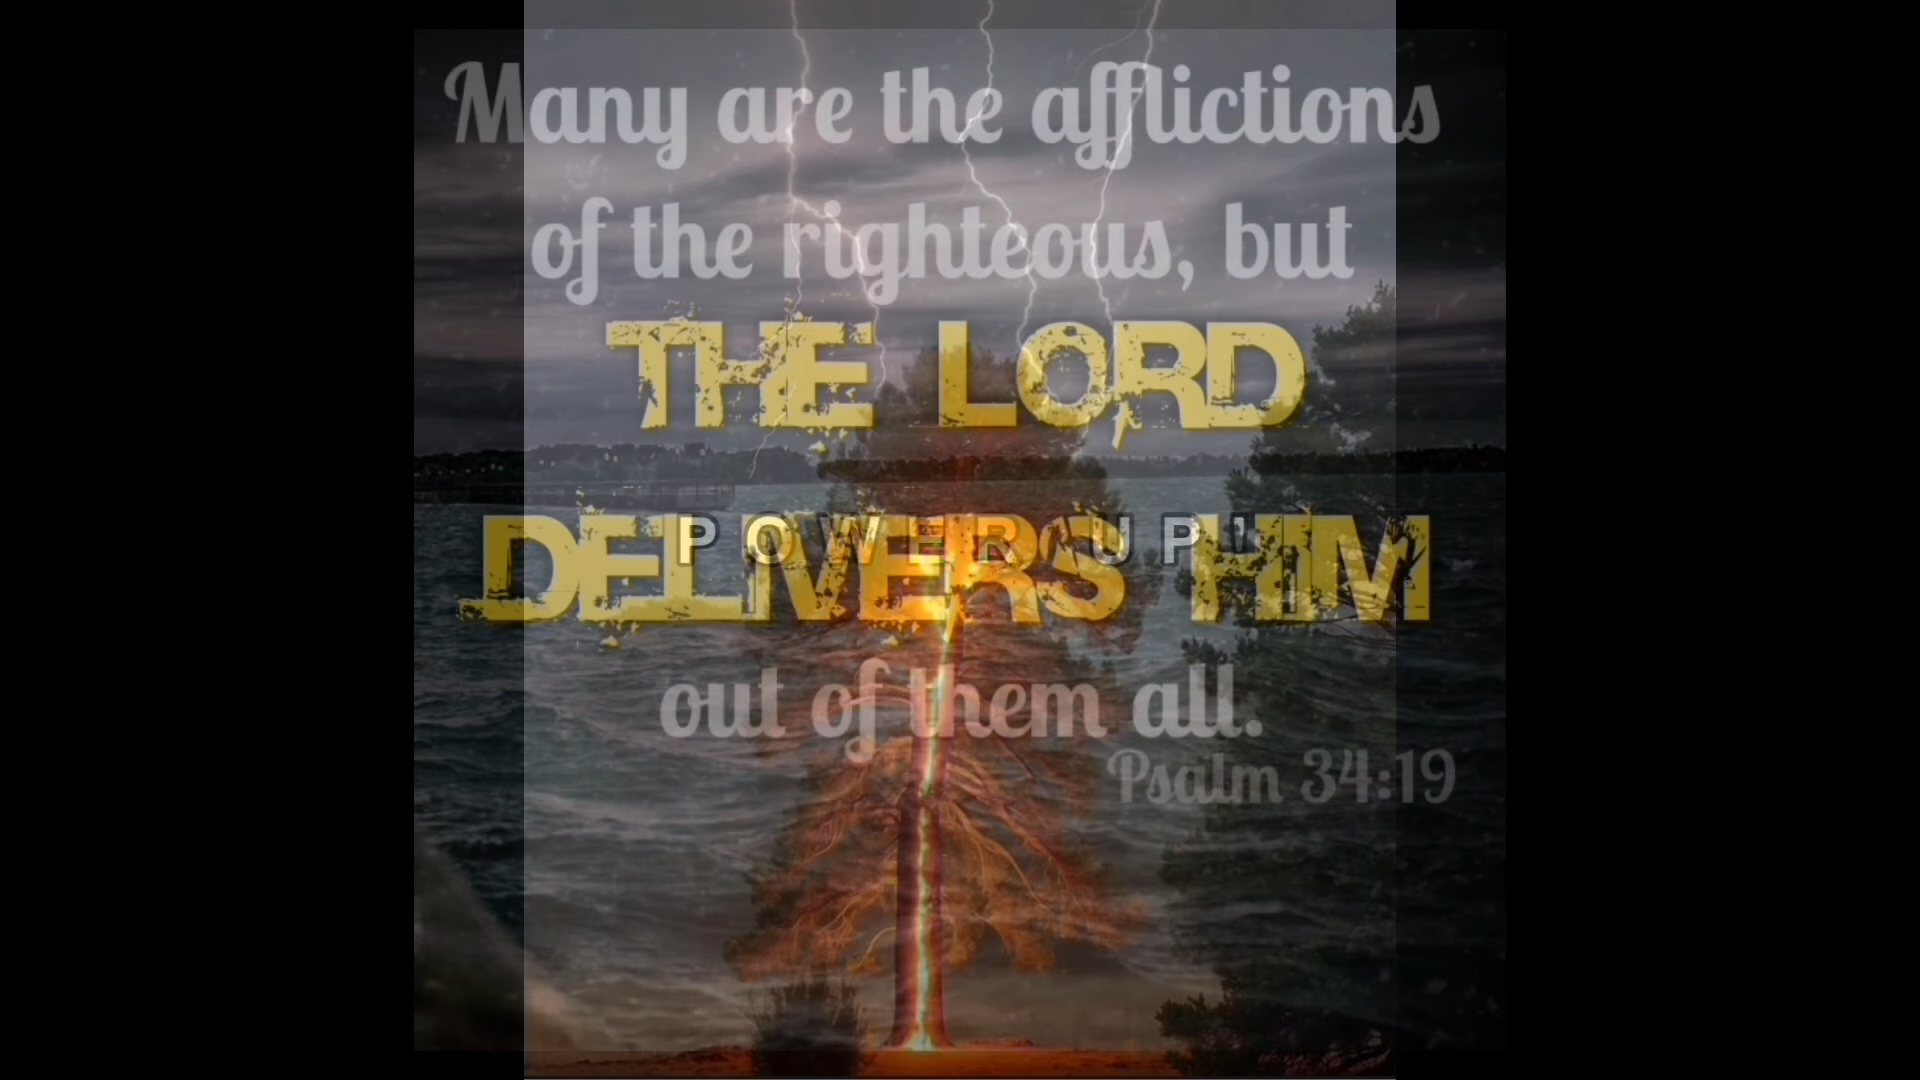 Many are the afflictions
of the righteous, but
THE LORD
DELIVERS HIM
POWER UP!
out of them all.
Psalm 34:19